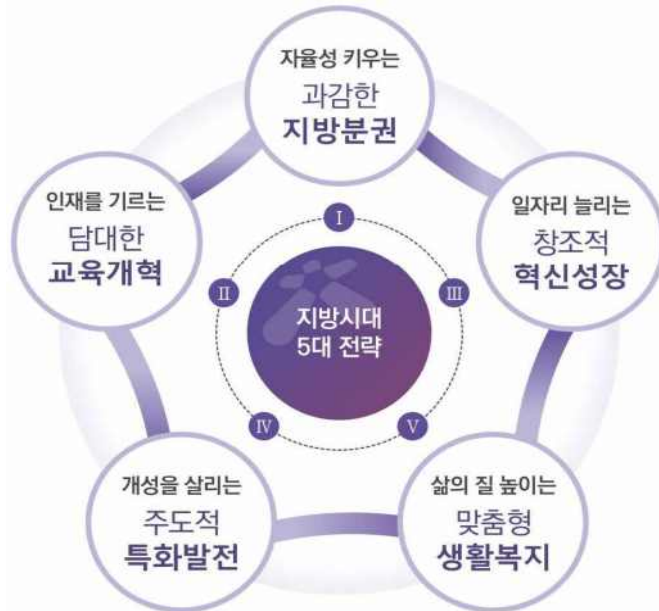 자율성 키우는
과감한
지방분권
인재를 기르는
담대한
교육개혁
일자리 늘리는
창조적
혁신성장
I
II
III
지방시대
5대 전략
IV
V
개성을 살리는
주도적
특화발전
삶의 질 높이는
맞춤형
생활복지